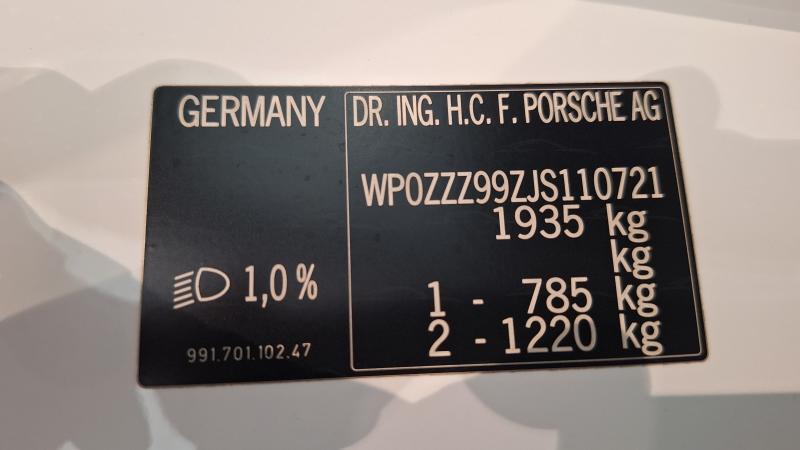 GERMANY
DR. ING. H.C. F. PORSCHE AG
WP0ZZZ99ZJS110721
1935 kg
kg
1 - 785 kg
2 - 1220 kg
1,0 %
991.701.102.47